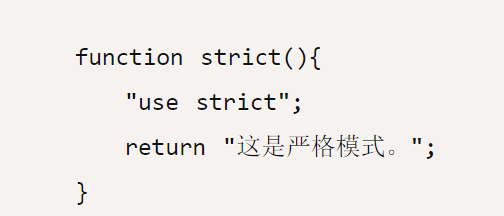 function strict(){
    "use strict";
    return "这是严格模式。";
}